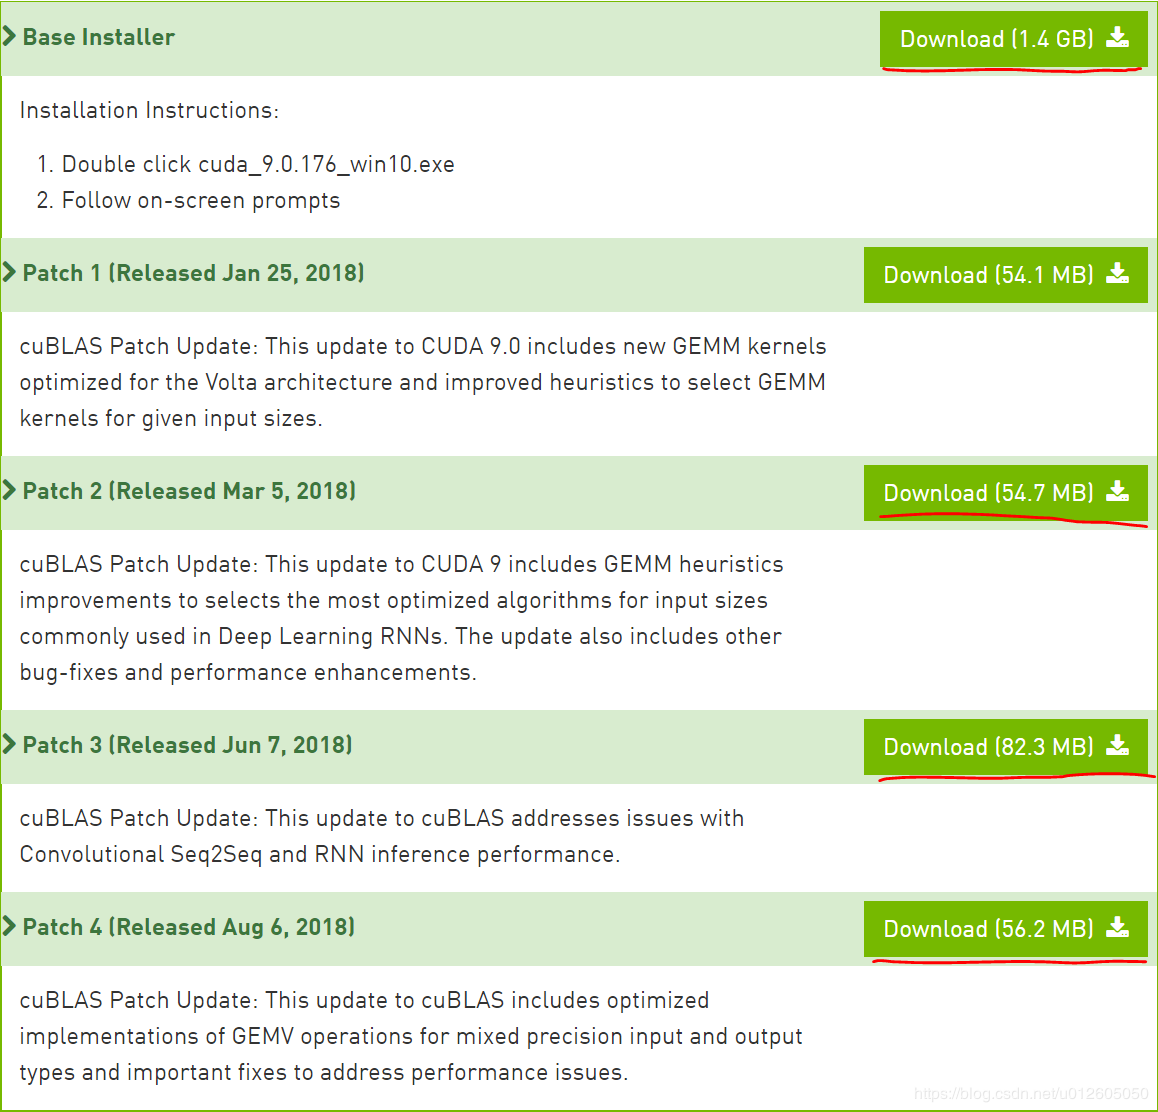 Base Installer
Download (1.4 GB)
Installation Instructions:
1. Double click cuda_9.0.176_win10.exe
2. Follow on-screen prompts
Patch 1 (Released Jan 25, 2018)
Download (54.1 MB)
cuBLAS Patch Update: This update to CUDA 9.0 includes new GEMM kernels
optimized for the Volta architecture and improved heuristics to select GEMM
kernels for given input sizes.
Patch 2 (Released Mar 5, 2018)
Download (54.7 MB)
cuBLAS Patch Update: This update to CUDA 9 includes GEMM heuristics
improvements to selects the most optimized algorithms for input sizes
commonly used in Deep Learning RNNs. The update also includes other
bug-fixes and performance enhancements.
Patch 3 (Released Jun 7, 2018)
Download (82.3 MB)
cuBLAS Patch Update: This update to cuBLAS addresses issues with
Convolutional Seq2Seq and RNN inference performance.
Patch 4 (Released Aug 6, 2018)
Download (56.2 MB)
cuBLAS Patch Update: This update to cuBLAS includes optimized
implementations of GEMV operations for mixed precision input and output
types and important fixes to address performance issues.
https://blog.csdn.net/u012605050